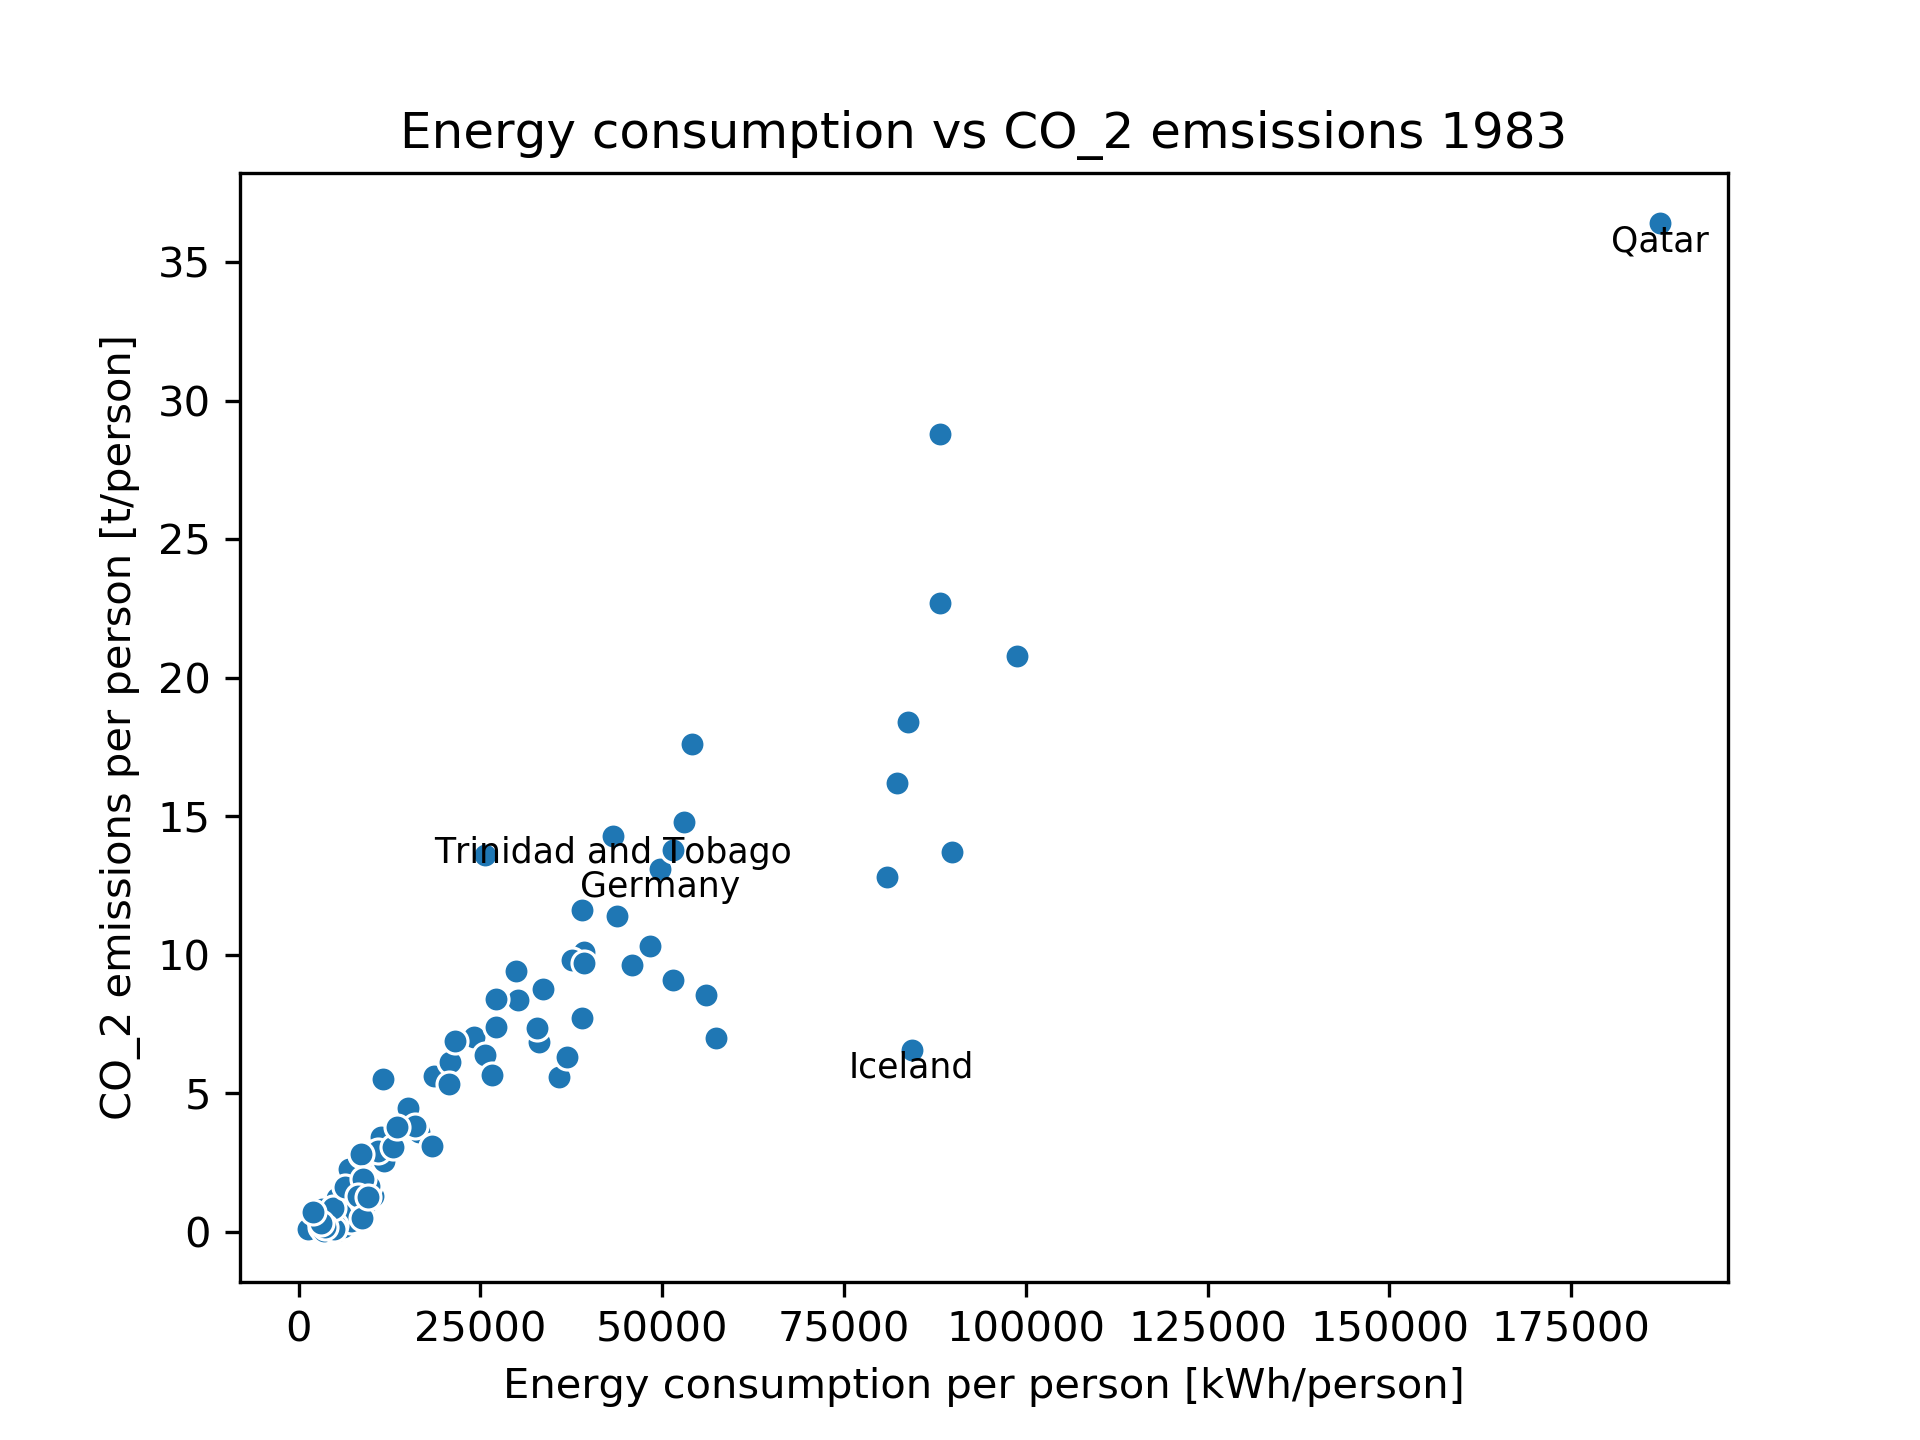 Energy consumption vs CO_2 emsissions 1983
CO_2 emissions per person [t/person]
35
30
25
20
15
10
5
0
Qatar
Trinidad and Tobago
Germany
Iceland
0 25000 50000 75000 100000 125000 150000 175000
Energy consumption per person [kWh/person]